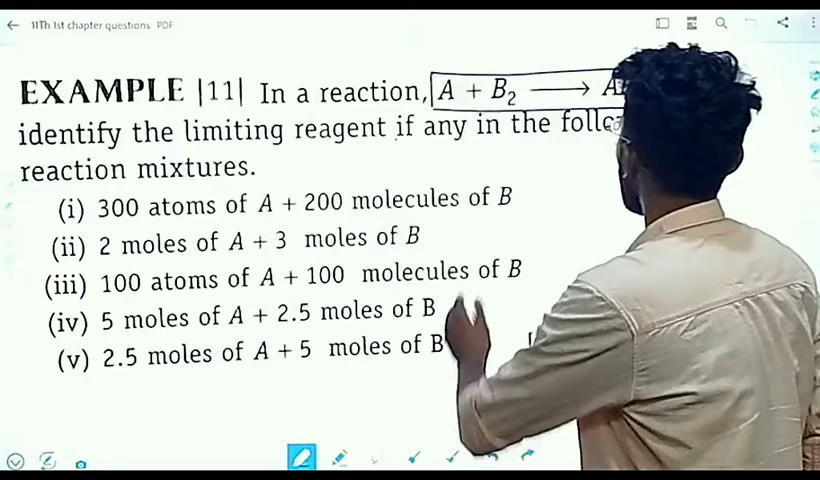 11Th 1st chapter questions PDF
EXAMPLE |11| In a reaction, A + B₂ ⟶ A
identify the limiting reagent if any in the
reaction mixtures.
(i) 300 atoms of A + 200 molecules of B
(ii) 2 moles of A + 3 moles of B
(iii) 100 atoms of A + 100 molecules of B
(iv) 5 moles of A + 2.5 moles of B
(v) 2.5 moles of A + 5 moles of B